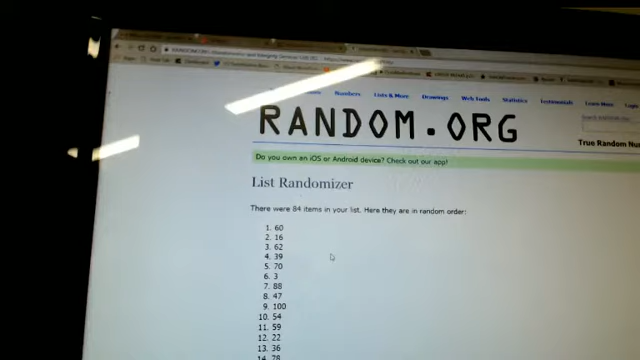 Numbers Lists & More Drawings Web Tools Statistics Testimonials Learn More Login
RANDOM.ORG
True Random Num
Do you own an iOS or Android device? Check out our app!
List Randomizer
There were 84 items in your list. Here they are in random order:
1. 60
2. 16
3. 62
4. 39
5. 70
6. 3
7. 88
8. 47
9. 100
10. 54
11. 59
12. 22
13. 36
14. 78